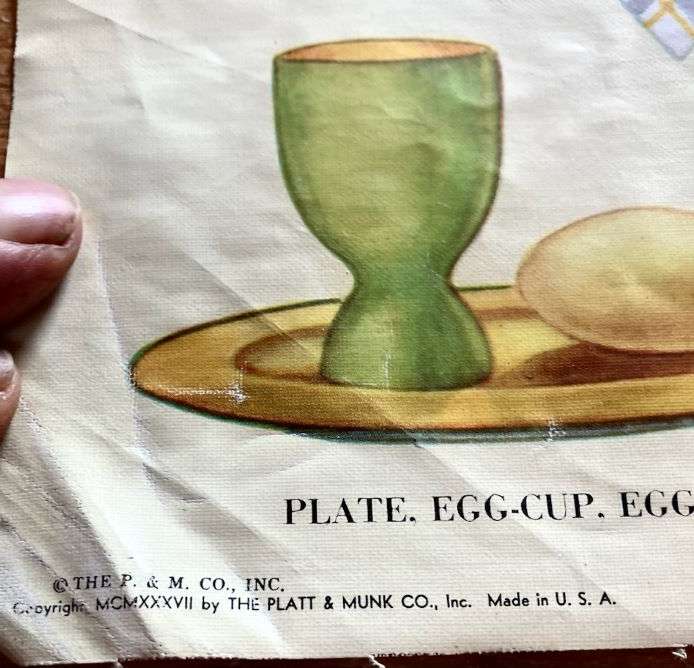 PLATE, EGG-CUP, EGG
© THE P. & M. CO., INC.
Copyright MCMXXXVII by THE PLATT & MUNK CO., Inc. Made in U. S. A.